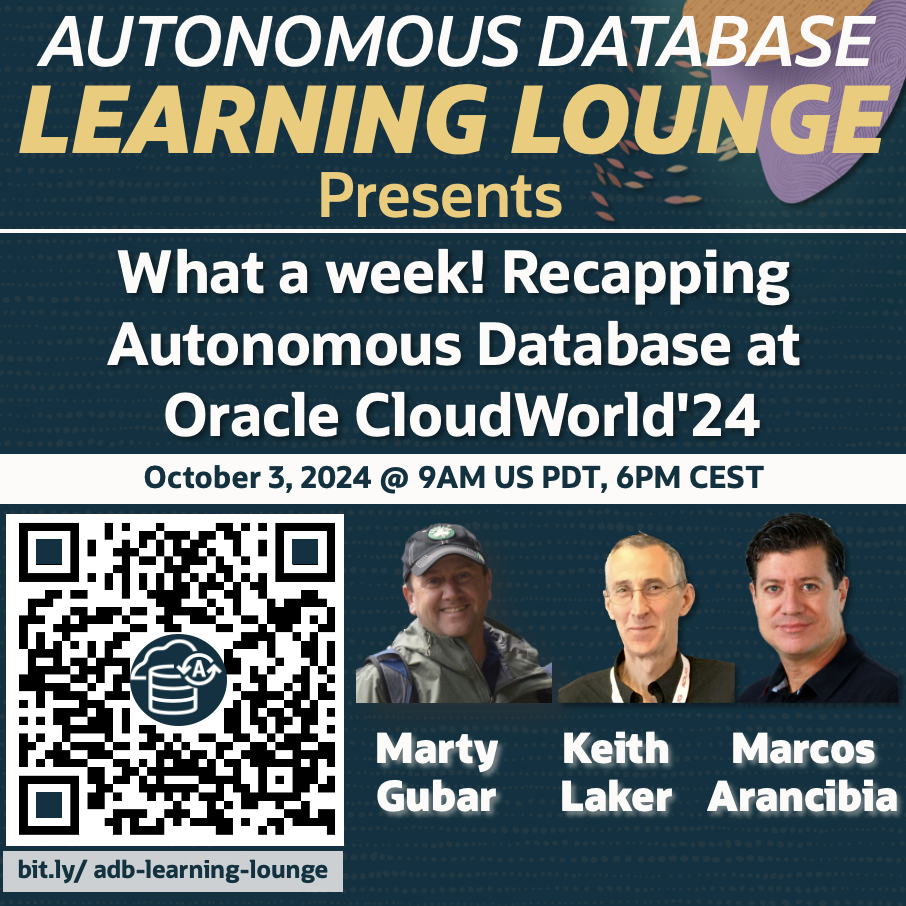 AUTONOMOUS DATABASE
LEARNING LOUNGE
Presents
What a week! Recapping
Autonomous Database at
Oracle CloudWorld'24
October 3, 2024 @ 9AM US PDT, 6PM CEST
A
Marty
Gubar
Keith
Laker
Marcos
Arancibia
bit.ly/ adb-learning-lounge